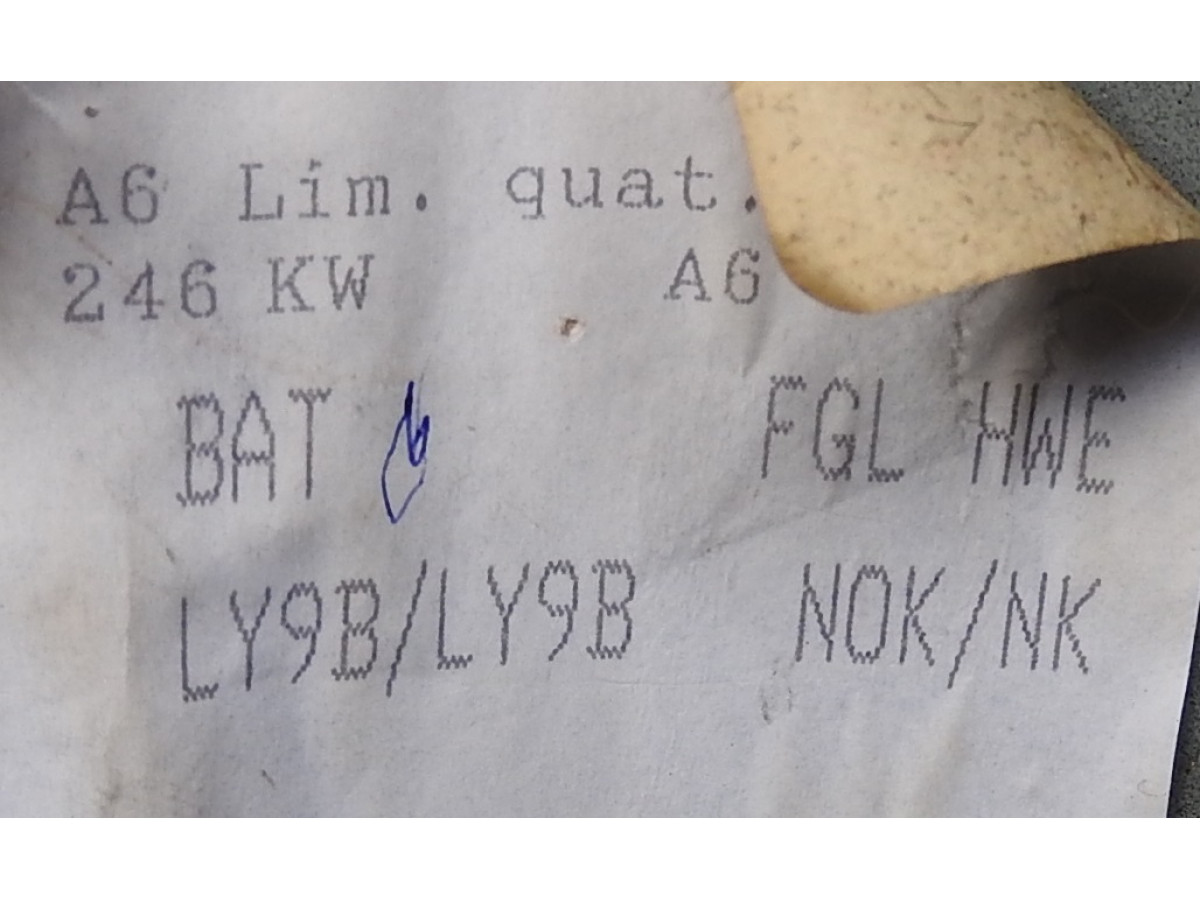 A6 Lim. quat.
246 KW A6
BAT FGL HWE
LY9B/LY9B NOK/NK